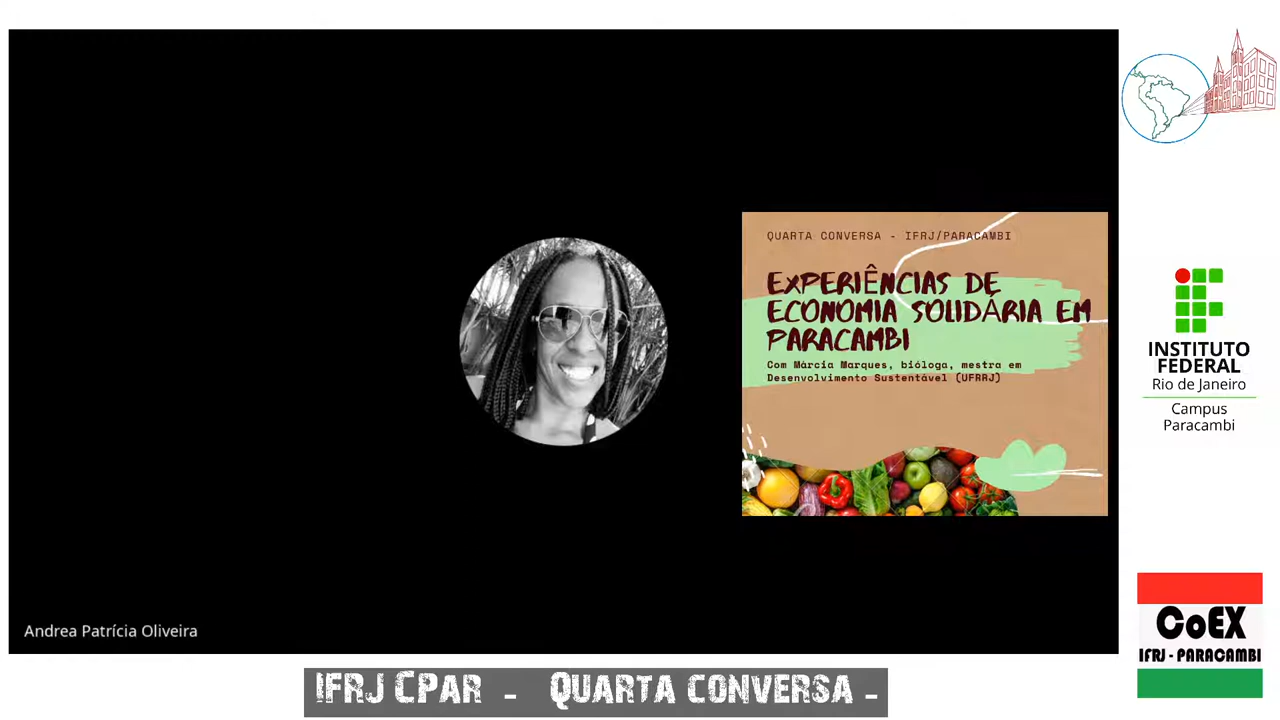 QUARTA CONVERSA - IFRJ/PARACAMBI
EXPERIÊNCIAS DE
ECONOMIA SOLIDÁRIA EM
PARACAMBI
Com Márcia Marques, bióloga, mestra em
Desenvolvimento Sustentável (UFRRJ)
Andrea Patrícia Oliveira
INSTITUTO
FEDERAL
Rio de Janeiro
Campus
Paracambi
CoEX
IFRJ - PARACAMBI
IFRJ CPAR - QUARTA CONVERSA -